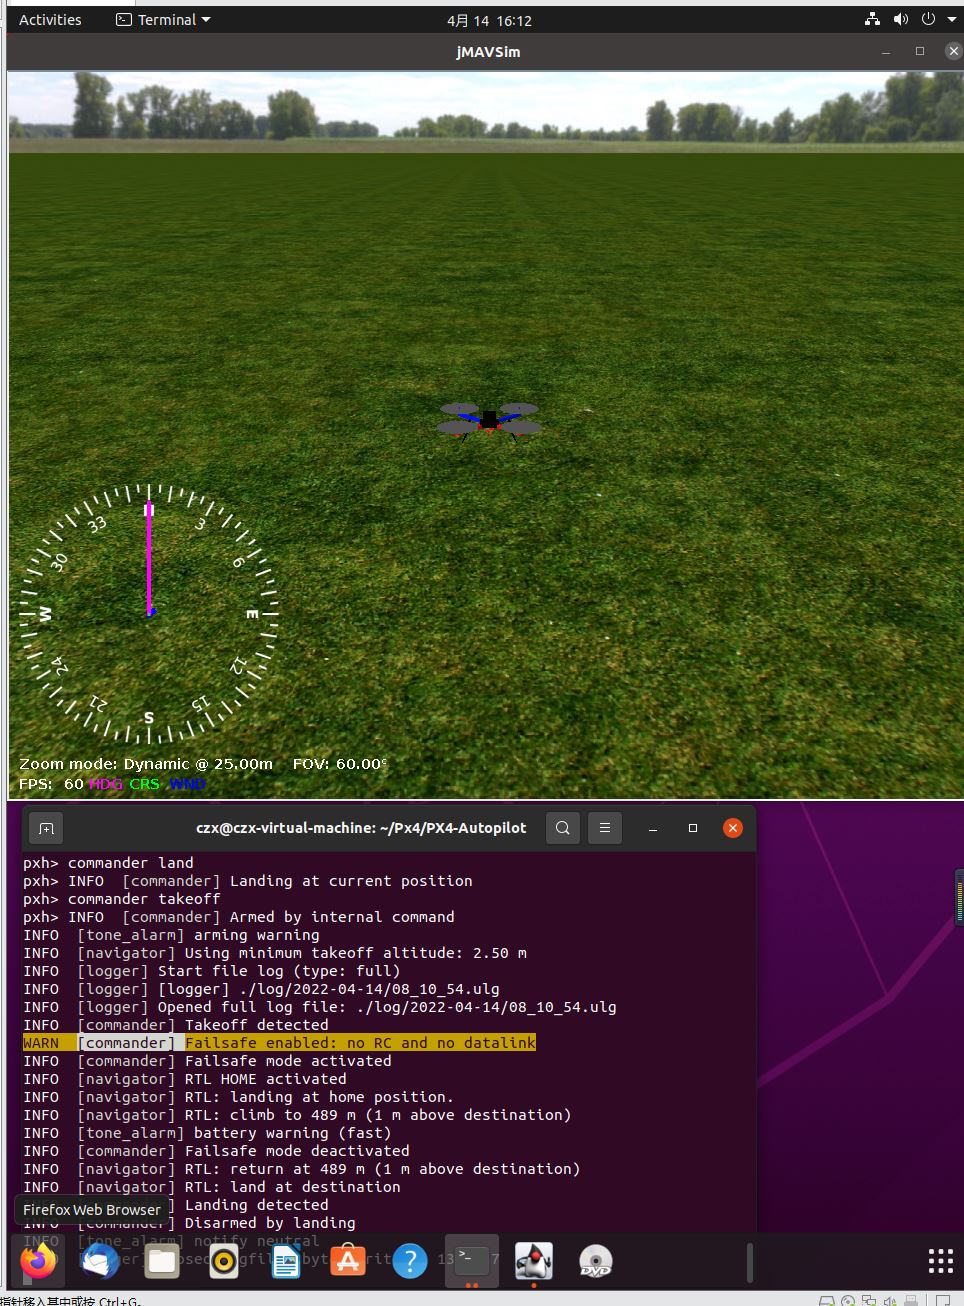 Activities
Terminal
4月 14 16:12
jMAVSim
33
3
30
6
W
E
24
12
21
15
S
Zoom mode: Dynamic @ 25.00m FOV: 60.00°
FPS: 60 HDG CRS WND
czx@czx-virtual-machine: ~/Px4/PX4-Autopilot
pxh> commander land
pxh> INFO [commander] Landing at current position
pxh> commander takeoff
pxh> INFO [commander] Armed by internal command
INFO [tone_alarm] arming warning
INFO [navigator] Using minimum takeoff altitude: 2.50 m
INFO [logger] Start file log (type: full)
INFO [logger] [logger] ./log/2022-04-14/08_10_54.ulg
INFO [logger] Opened full log file: ./log/2022-04-14/08_10_54.ulg
INFO [commander] Takeoff detected
WARN [commander] Failsafe enabled: no RC and no datalink
INFO [commander] Failsafe mode activated
INFO [navigator] RTL HOME activated
INFO [navigator] RTL: landing at home position.
INFO [navigator] RTL: climb to 489 m (1 m above destination)
INFO [tone_alarm] battery warning (fast)
INFO [commander] Failsafe mode deactivated
INFO [navigator] RTL: return at 489 m (1 m above destination)
INFO [navigator] RTL: land at destination
Landing detected
Firefox Web Browser
Disarmed by landing
INFO [tone_alarm] notify neutral
DVD
指针移入其中或按 Ctrl+G。